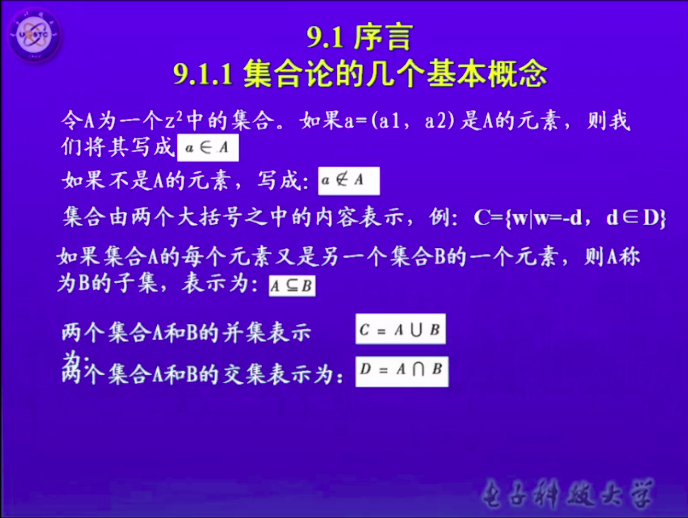 9.1 序言
9.1.1 集合论的几个基本概念
令A为一个z²中的集合。如果a=(a1, a2)是A的元素，则我
们将其写成 a ∈ A
如果不是A的元素，写成: a ∉ A
集合由两个大括号之中的内容表示，例: C={w|w=-d，d∈D}
如果集合A的每个元素又是另一个集合B的一个元素，则A称
为B的子集，表示为: A ⊆ B
两个集合A和B的并集表示
为: C = A ∪ B
两个集合A和B的交集表示为: D = A ∩ B
电子科技大学